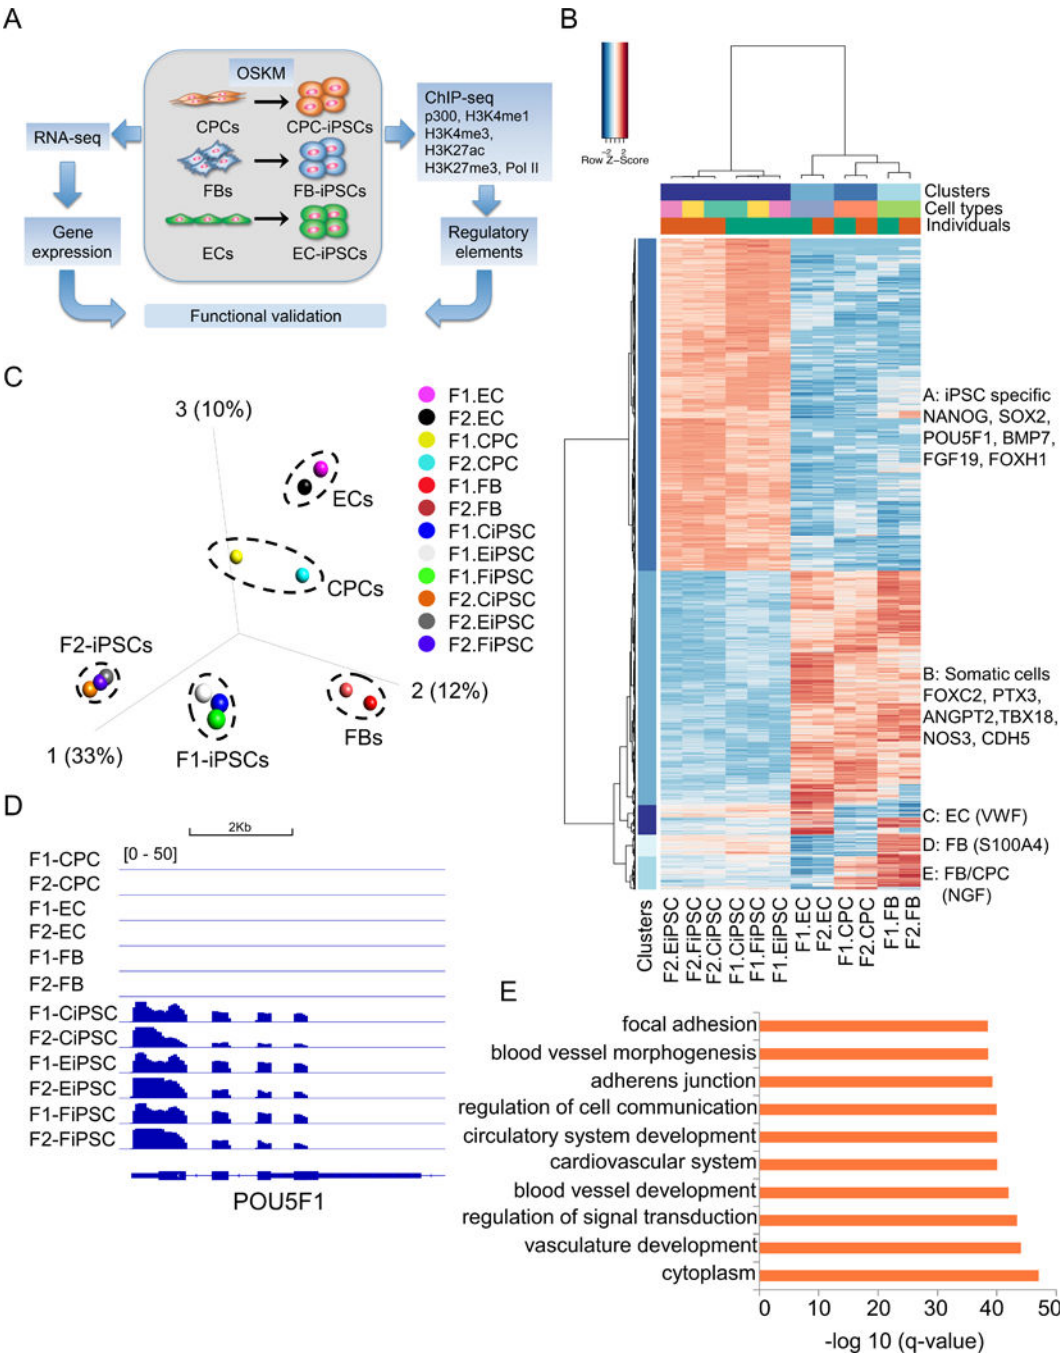 A
OSKM
CPCs
CPC-iPSCs
FBs
FB-iPSCs
ECs
EC-iPSCs
RNA-seq
Gene
expression
ChIP-seq
p300, H3K4me1
H3K4me3,
H3K27ac
H3K27me3, Pol II
Regulatory
elements
Functional validation
B
−2 2
Row Z−Score
Clusters
Cell types
Individuals
A: iPSC specific
NANOG, SOX2,
POU5F1, BMP7,
FGF19, FOXH1
B: Somatic cells
FOXC2, PTX3,
ANGPT2,TBX18,
NOS3, CDH5
C: EC (VWF)
D: FB (S100A4)
E: FB/CPC
(NGF)
Clusters
F2.EiPSC
F2.FiPSC
F2.CiPSC
F1.CiPSC
F1.FiPSC
F1.EiPSC
F1.EC
F2.EC
F1.CPC
F2.CPC
F1.FB
F2.FB
C
3 (10%)
ECs
CPCs
F2-iPSCs
2 (12%)
1 (33%)
F1-iPSCs
FBs
F1.EC
F2.EC
F1.CPC
F2.CPC
F1.FB
F2.FB
F1.CiPSC
F1.EiPSC
F1.FiPSC
F2.CiPSC
F2.EiPSC
F2.FiPSC
D
2Kb
[0 - 50]
F1-CPC
F2-CPC
F1-EC
F2-EC
F1-FB
F2-FB
F1-CiPSC
F2-CiPSC
F1-EiPSC
F2-EiPSC
F1-FiPSC
F2-FiPSC
POU5F1
E
focal adhesion
blood vessel morphogenesis
adherens junction
regulation of cell communication
circulatory system development
cardiovascular system
blood vessel development
regulation of signal transduction
vasculature development
cytoplasm
0 10 20 30 40 50
-log 10 (q-value)